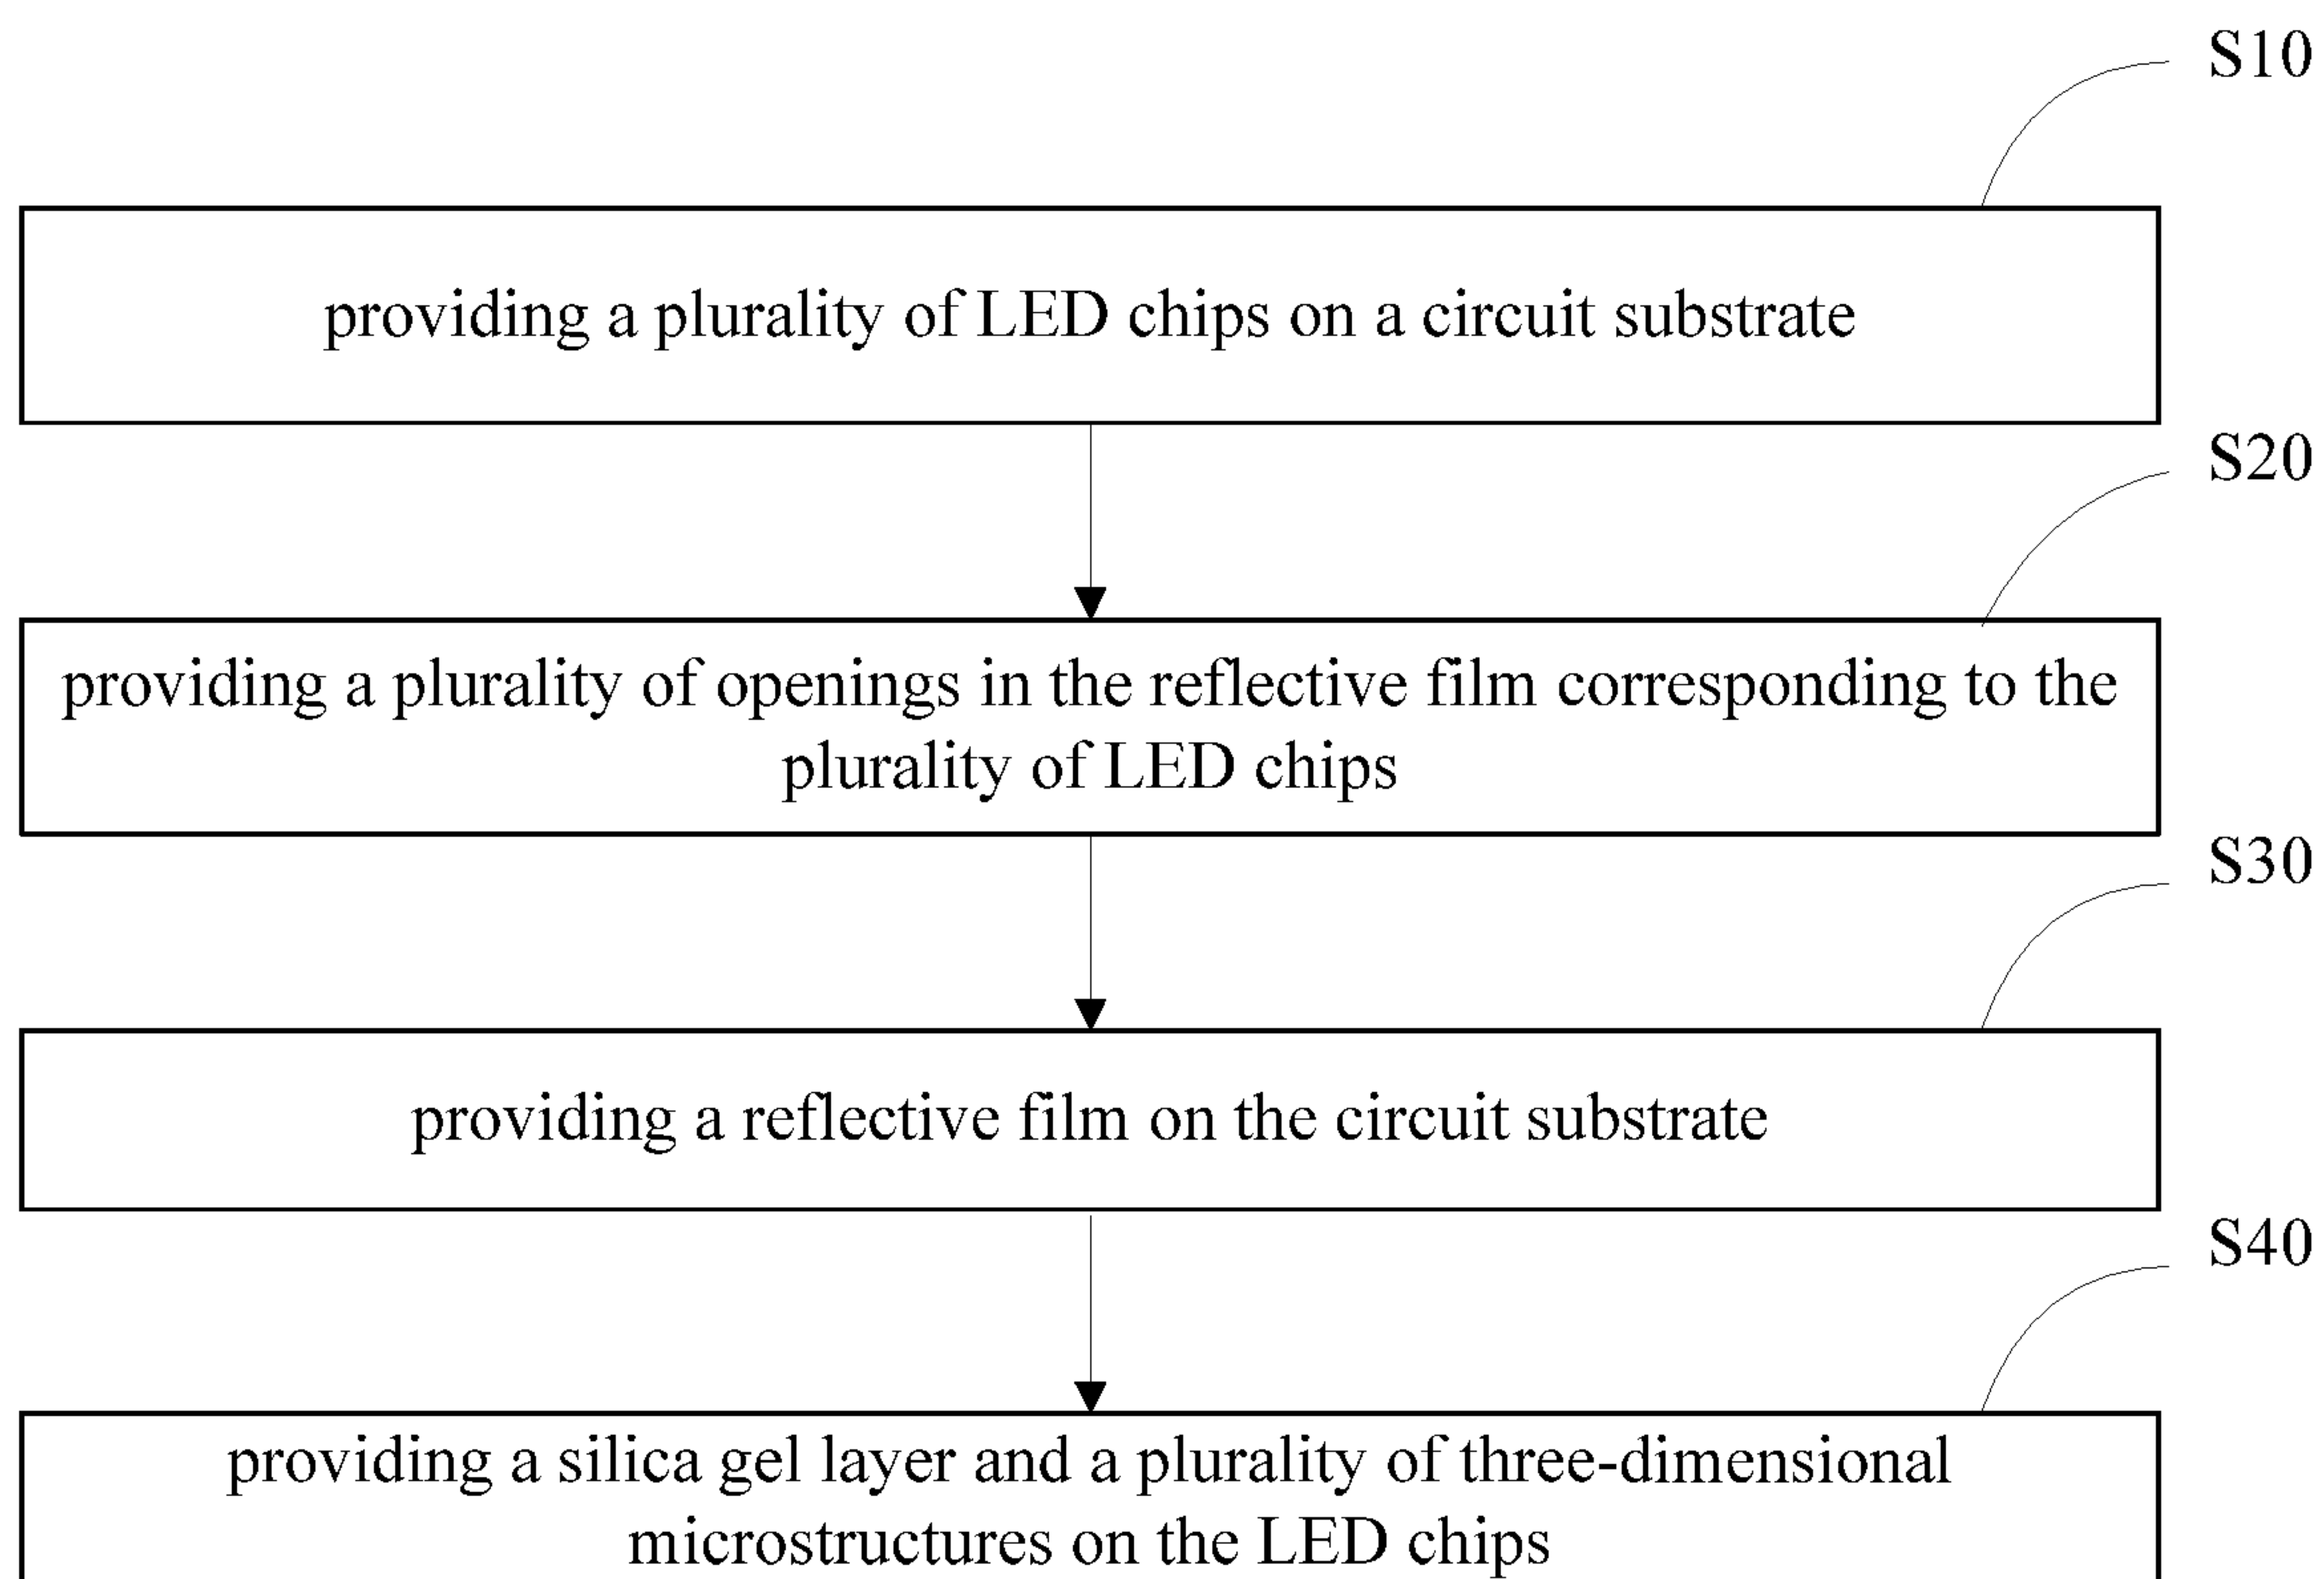 S10
providing a plurality of LED chips on a circuit substrate
S20
providing a plurality of openings in the reflective film corresponding to the
plurality of LED chips
S30
providing a reflective film on the circuit substrate
S40
providing a silica gel layer and a plurality of three-dimensional
microstructures on the LED chips